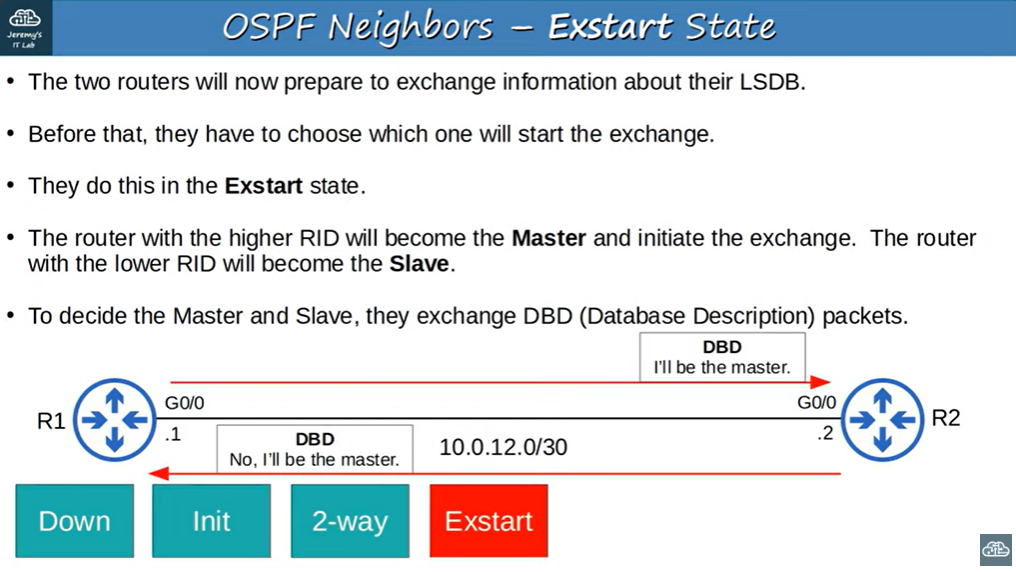 Jeremy's
IT Lab
OSPF Neighbors – Exstart State
• The two routers will now prepare to exchange information about their LSDB.
• Before that, they have to choose which one will start the exchange.
• They do this in the Exstart state.
• The router with the higher RID will become the Master and initiate the exchange. The router
with the lower RID will become the Slave.
• To decide the Master and Slave, they exchange DBD (Database Description) packets.
DBD
I'll be the master.
R1
G0/0
.1
G0/0
.2
R2
DBD
No, I'll be the master.
10.0.12.0/30
Down
Init
2-way
Exstart